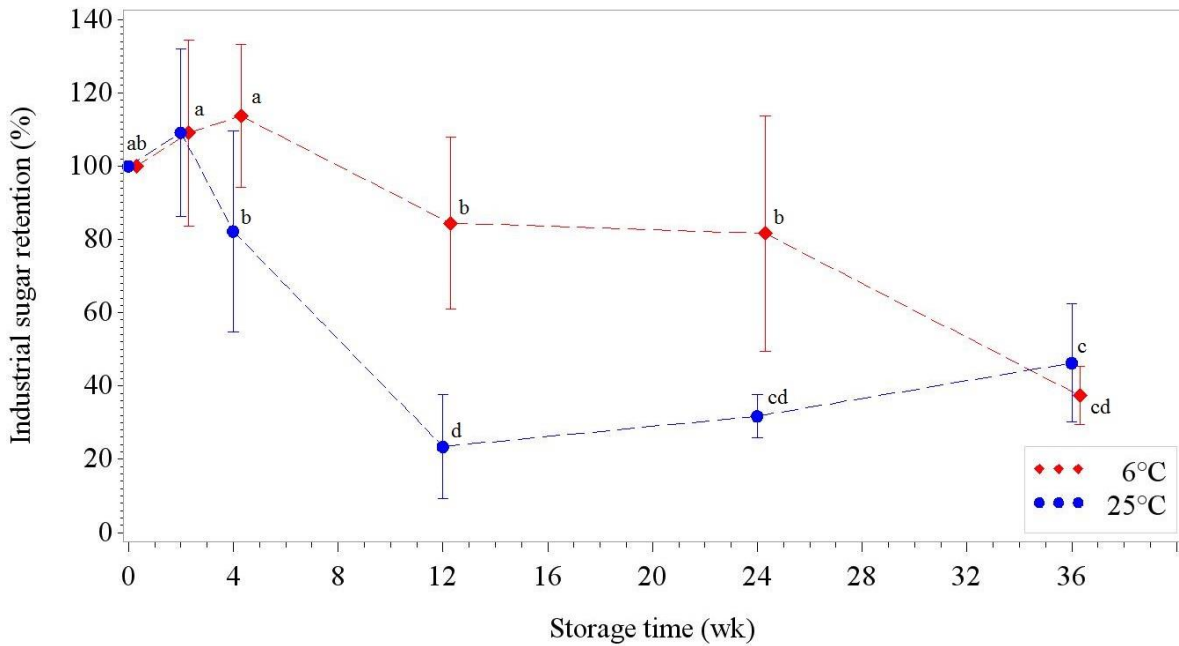 Industrial sugar retention (%)
140
120
100
80
60
40
20
0
ab
a
a
b
b
b
d
cd
c
cd
6°C
25°C
0 4 8 12 16 20 24 28 32 36
Storage time (wk)